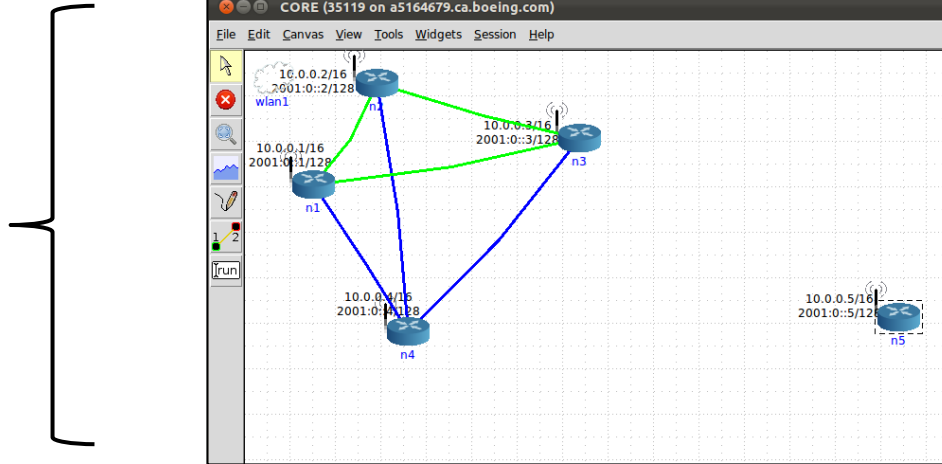 CORE (35119 on a5164679.ca.boeing.com)
File Edit Canvas View Tools Widgets Session Help
10.0.0.2/16
2001:0::2/128
wlan1
n2
10.0.0.3/16
2001:0::3/128
n3
10.0.0.1/16
2001:0::1/128
n1
1 2
run
10.0.0.4/16
2001:0::4/128
n4
10.0.0.5/16
2001:0::5/128
n5